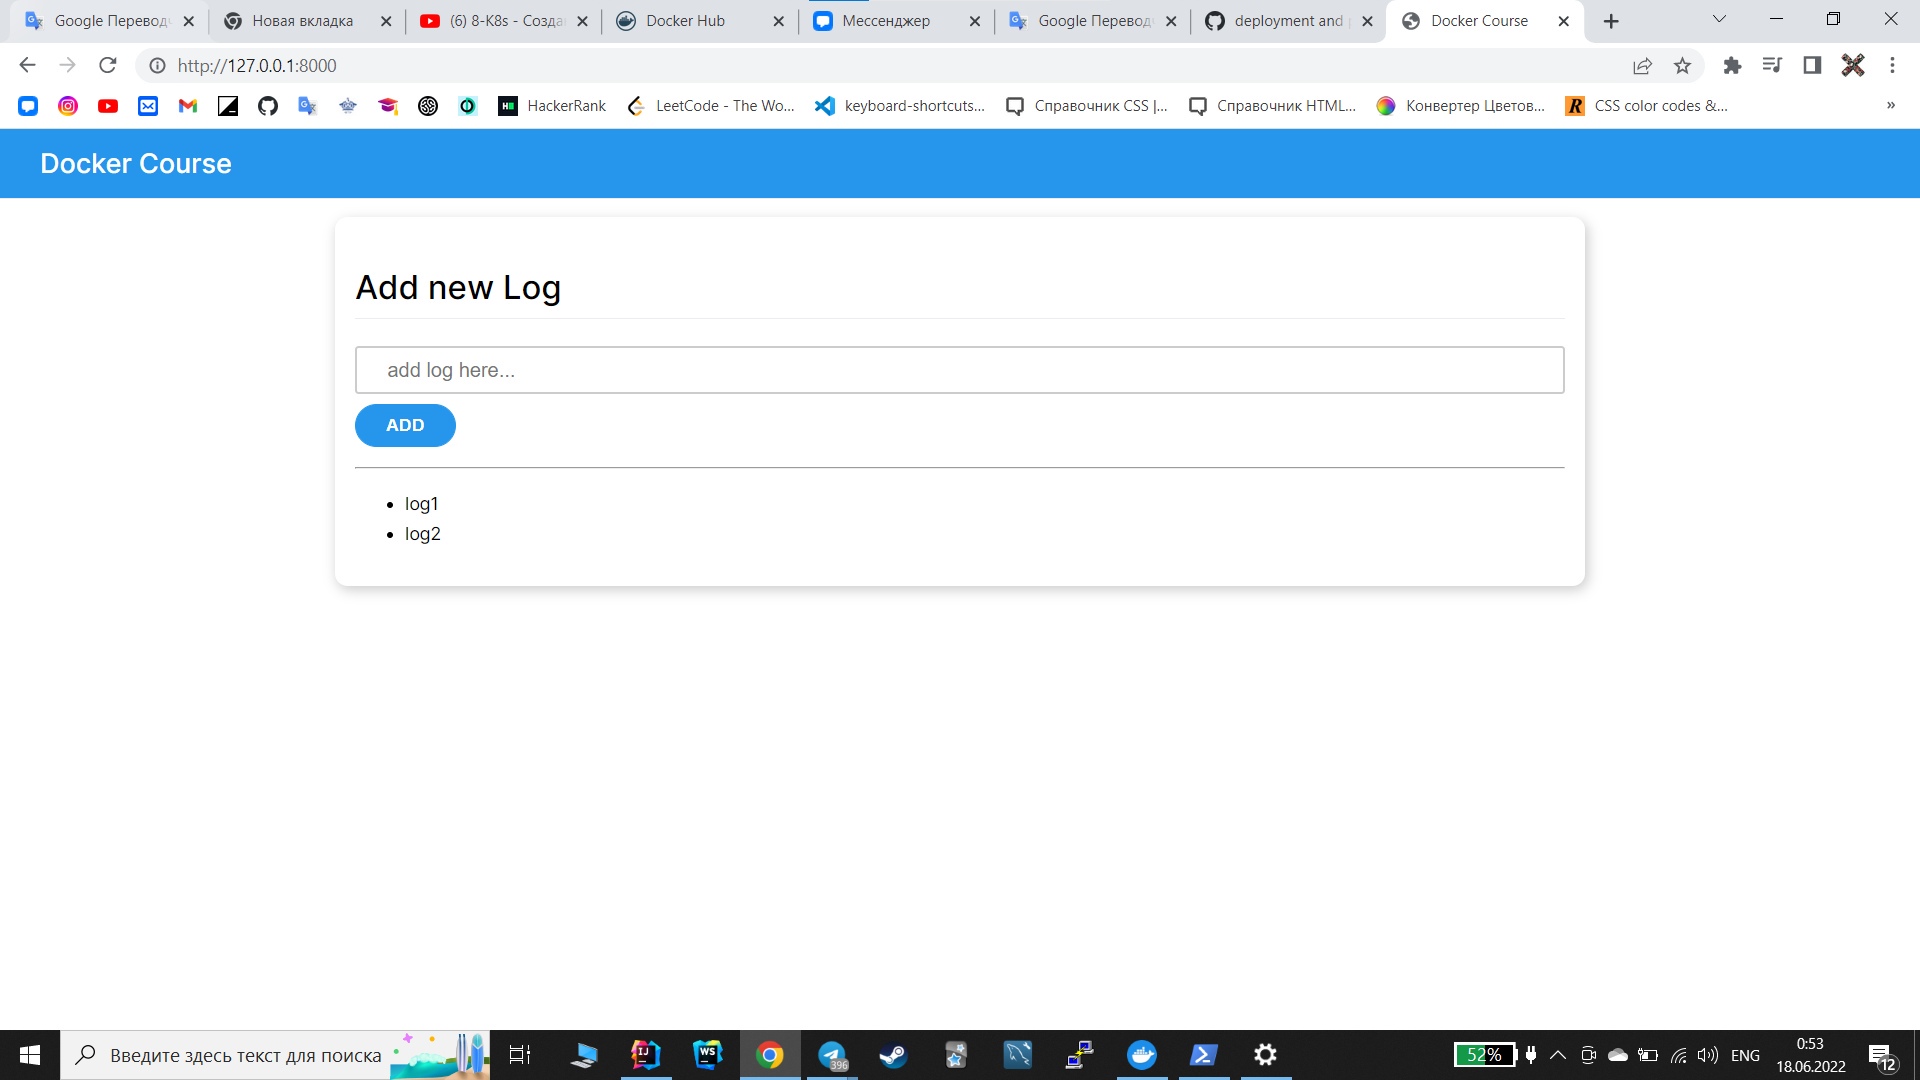 Google Перевод
Новая вкладка
(6) 8-K8s - Созда
Docker Hub
Мессенджер
Google Перевод
deployment and
Docker Course
http://127.0.0.1:8000
HackerRank
LeetCode - The Wo...
keyboard-shortcuts...
Справочник CSS |...
Справочник HTML...
Конвертер Цветов...
CSS color codes &...
»
Docker Course
Add new Log
add log here...
ADD
log1
log2
Введите здесь текст для поиска
IJ
WS
396
52%
ENG
0:53
18.06.2022
12